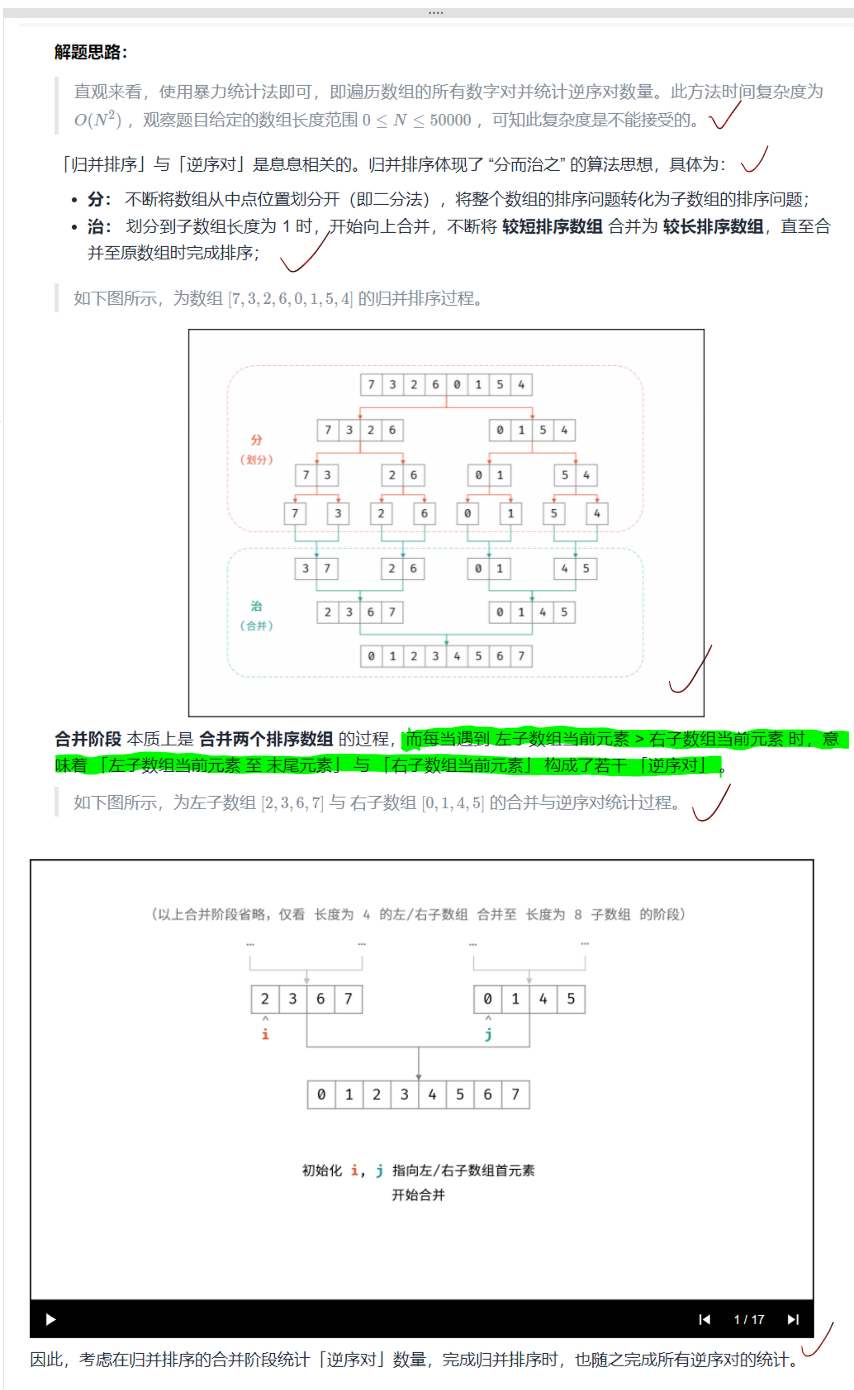 解题思路：
直观来看，使用暴力统计法即可，即遍历数组的所有数字对并统计逆序对数量。此方法时间复杂度为
O(N²) ，观察题目给定的数组长度范围 0 ≤ N ≤ 50000 ，可知此复杂度是不能接受的。
「归并排序」与「逆序对」是息息相关的。归并排序体现了 “分而治之” 的算法思想，具体为：
• 分： 不断将数组从中点位置划分开（即二分法），将整个数组的排序问题转化为子数组的排序问题；
• 治： 划分到子数组长度为 1 时，开始向上合并，不断将 较短排序数组 合并为 较长排序数组，直至合
并至原数组时完成排序；
如下图所示，为数组 [7, 3, 2, 6, 0, 1, 5, 4] 的归并排序过程。
7 3 2 6 0 1 5 4
7 3 2 6 0 1 5 4
分
（划分）
7 3 2 6 0 1 5 4
7 3 2 6 0 1 5 4
3 7 2 6 0 1 4 5
治
（合并）
2 3 6 7 0 1 4 5
0 1 2 3 4 5 6 7
合并阶段 本质上是 合并两个排序数组 的过程，而每当遇到 左子数组当前元素 > 右子数组当前元素 时，意
味着 「左子数组当前元素 至 末尾元素」 与 「右子数组当前元素」 构成了若干 「逆序对」 。
如下图所示，为左子数组 [2, 3, 6, 7] 与 右子数组 [0, 1, 4, 5] 的合并与逆序对统计过程。
（以上合并阶段省略，仅看 长度为 4 的左/右子数组 合并至 长度为 8 子数组 的阶段）
… … … …
2 3 6 7 0 1 4 5
^ ^
i j
0 1 2 3 4 5 6 7
初始化 i, j 指向左/右子数组首元素
开始合并
1 / 17
因此，考虑在归并排序的合并阶段统计「逆序对」数量，完成归并排序时，也随之完成所有逆序对的统计。